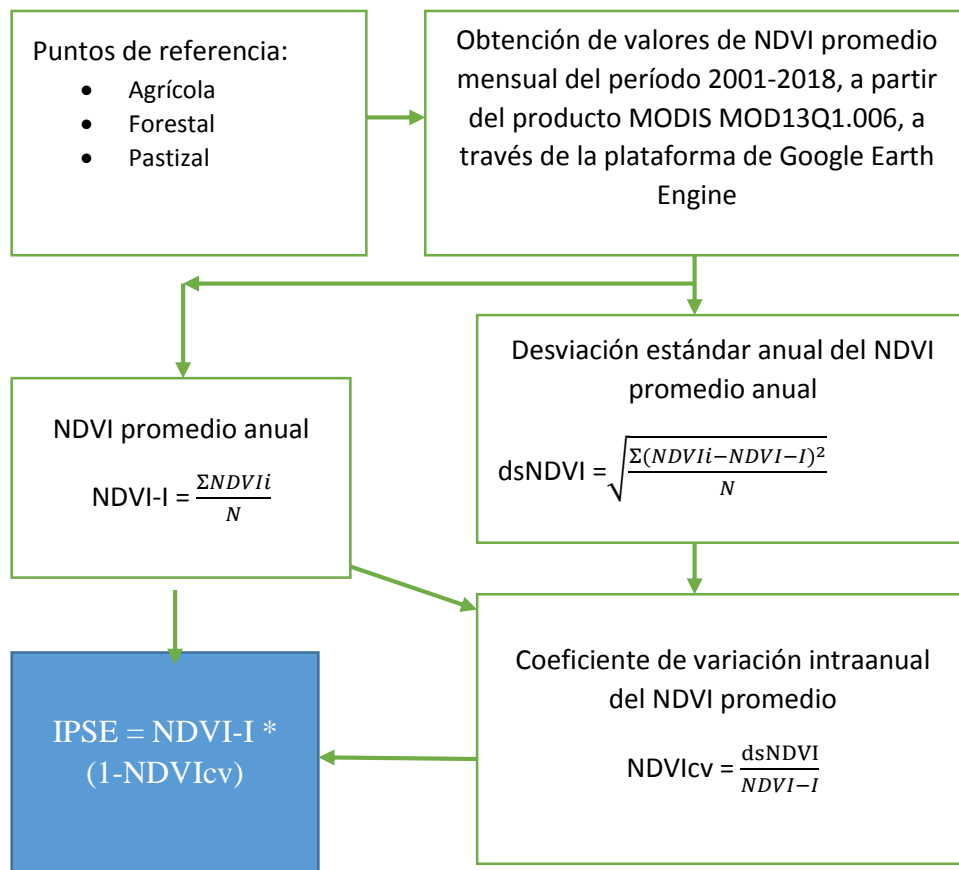 Puntos de referencia:
• Agrícola
• Forestal
• Pastizal
Obtención de valores de NDVI promedio
mensual del período 2001-2018, a partir
del producto MODIS MOD13Q1.006, a
través de la plataforma de Google Earth
Engine
NDVI promedio anual
NDVI-I = ΣNDVIi / N
Desviación estándar anual del NDVI
promedio anual
dsNDVI = √(Σ(NDVIi−NDVI−I)² / N)
Coeficiente de variación intraanual
del NDVI promedio
NDVIcv = dsNDVI / NDVI−I
IPSE = NDVI-I *
(1-NDVIcv)